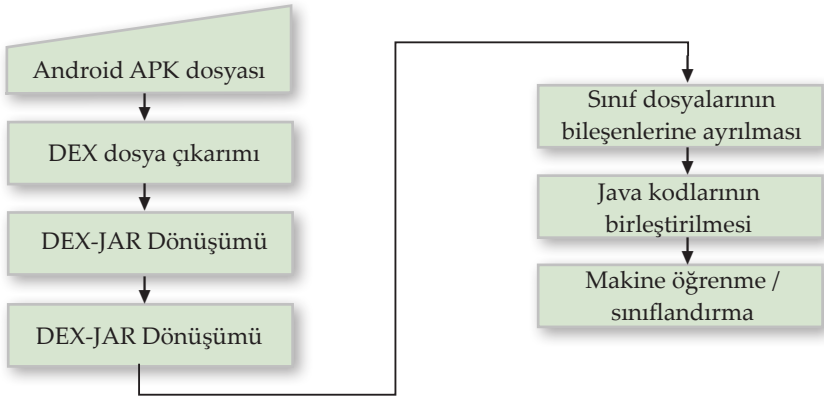 Android APK dosyası
DEX dosya çıkarımı
DEX-JAR Dönüşümü
DEX-JAR Dönüşümü
Sınıf dosyalarının
bileşenlerine ayrılması
Java kodlarının
birleştirilmesi
Makine öğrenme /
sınıflandırma